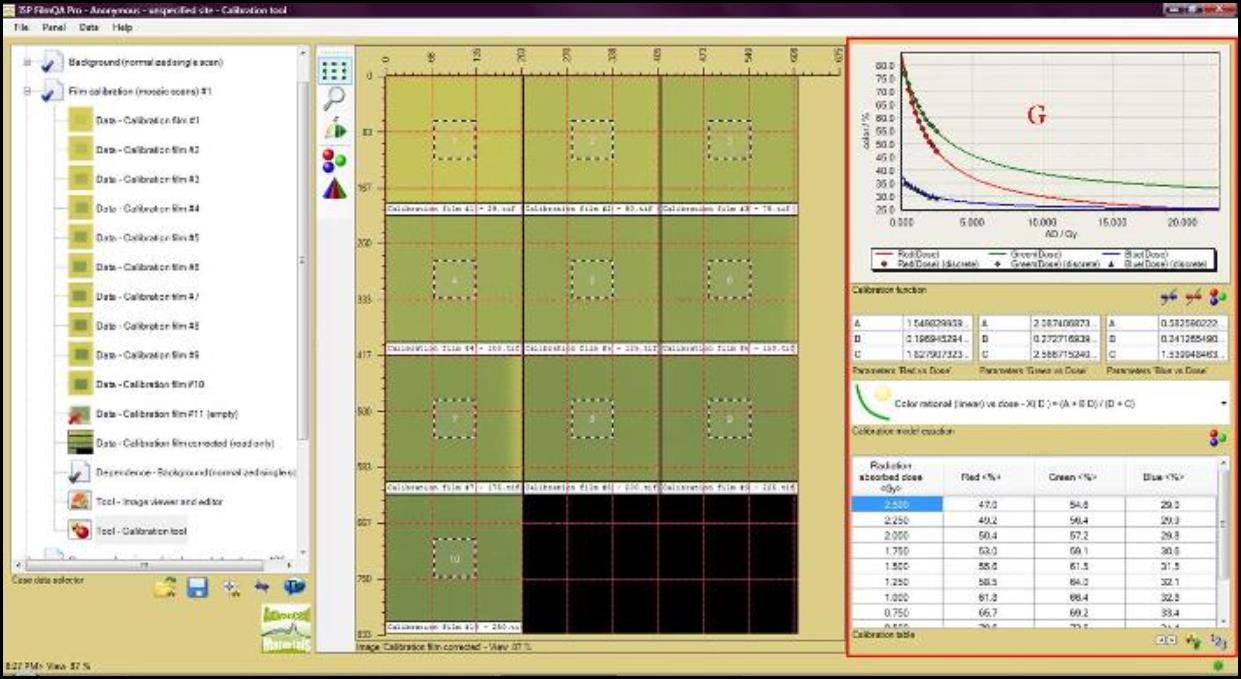 ISP FilmQA Pro - Anonymous - unspecified site - Calibration tool
File Panel Data Help
Background (normalized single scan)
Film calibration (mosaic scans) #1
Data - Calibration film #1
Data - Calibration film #2
Data - Calibration film #3
Data - Calibration film #4
Data - Calibration film #5
Data - Calibration film #6
Data - Calibration film #7
Data - Calibration film #8
Data - Calibration film #9
Data - Calibration film #10
Data - Calibration film #11 (empty)
Data - Calibration film corrected (read only)
Dependence - Background (normalized single sc
Tool - Image viewer and editor
Tool - Calibration tool
Case data selector
Advanced
Materials
8:27 PM> View 87 %
0 68 135 203 270 338 405 473 540 608
0
83
167
250
333
417
500
583
667
750
833
1 2 3
Calibration film #1 - 25.tif Calibration film #2 - 50.tif Calibration film #3 - 75.tif
4 5 6
Calibration film #4 - 100.tif Calibration film #5 - 125.tif Calibration film #6 - 150.tif
7 8 9
Calibration film #7 - 175.tif Calibration film #8 - 200.tif Calibration film #9 - 225.tif
10
Image 'Calibration film corrected' - View 87 %
G
color / %
80.0
75.0
70.0
65.0
60.0
55.0
50.0
45.0
40.0
35.0
30.0
25.0
0.000 5.000 10.000 15.000 20.000
AD / Gy
Red(Dose) Green(Dose) Blue(Dose)
Red(Dose) (discrete) Green(Dose) (discrete) Blue(Dose) (discrete)
Calibration function
A 1.549829939... A 2.087406873... A 0.582590222...
B 0.196945294... B 0.272716939... B 0.241265490...
C 1.827907323... C 2.566715240... C 1.539948463...
Parameters 'Red vs Dose' Parameters 'Green vs Dose' Parameters 'Blue vs Dose'
Color rational (linear) vs dose - X(D) = (A + B D) / (D + C)
Calibration model equation
Radiation absorbed dose <Gy> Red <%> Green <%> Blue <%>
2.500 47.0 54.6 29.0
2.250 49.2 56.4 29.3
2.000 50.4 57.2 29.8
1.750 53.0 59.1 30.6
1.500 55.6 61.5 31.5
1.250 58.5 64.0 32.1
1.000 61.8 66.4 32.8
0.750 65.7 69.2 33.4
Calibration table